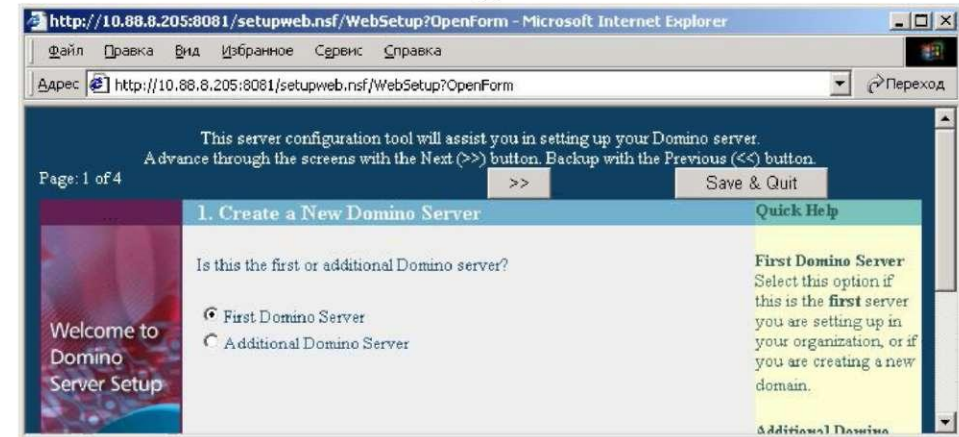 http://10.88.8.205:8081/setupweb.nsf/WebSetup?OpenForm - Microsoft Internet Explorer
Файл Правка Вид Избранное Сервис Справка
Адрес http://10.88.8.205:8081/setupweb.nsf/WebSetup?OpenForm Переход
This server configuration tool will assist you in setting up your Domino server.
Advance through the screens with the Next (>>) button. Backup with the Previous (<<) button.
Page: 1 of 4
>>
Save & Quit
...
Welcome to
Domino
Server Setup
1. Create a New Domino Server
Is this the first or additional Domino server?
First Domino Server
Additional Domino Server
Quick Help
First Domino Server
Select this option if
this is the first server
you are setting up in
your organization, or if
you are creating a new
domain.
Additional Domino